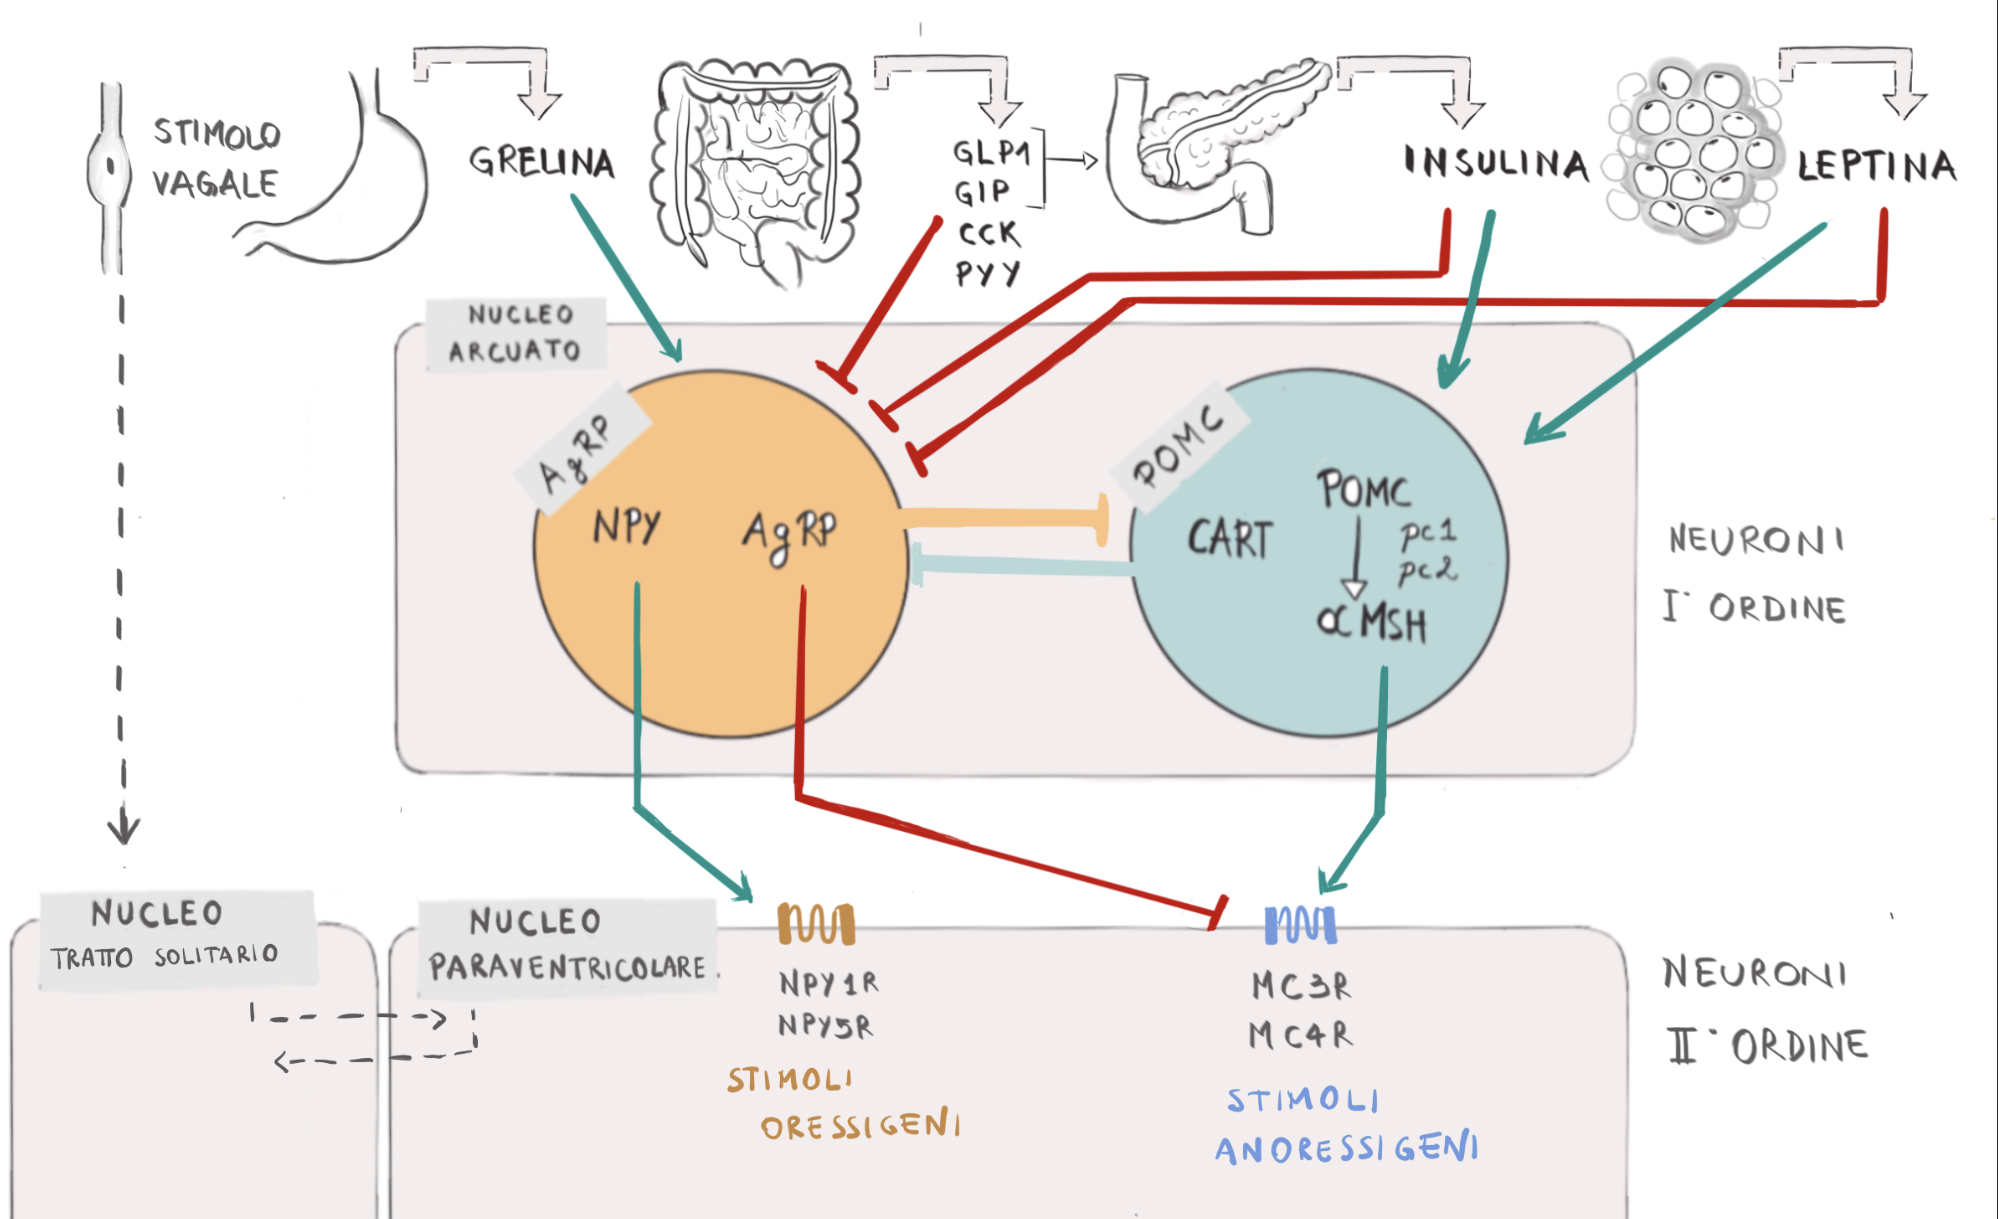 STIMOLO
VAGALE
GRELINA
GLP1
GIP
CCK
PYY
INSULINA
LEPTINA
NUCLEO
ARCUATO
AgRP
NPY
AgRP
POMC
CART
POMC
pc1
pc2
αMSH
NEURONI
I° ORDINE
NUCLEO
TRATTO SOLITARIO
NUCLEO
PARAVENTRICOLARE
NPY1R
NPY5R
STIMOLI
ORESSIGENI
MC3R
MC4R
STIMOLI
ANORESSIGENI
NEURONI
II° ORDINE